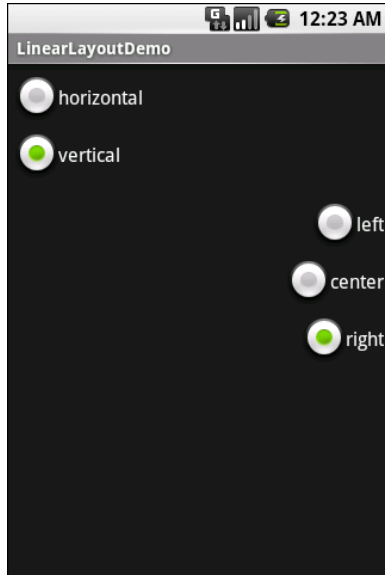 G
12:23 AM
LinearLayoutDemo
horizontal
vertical
left
center
right